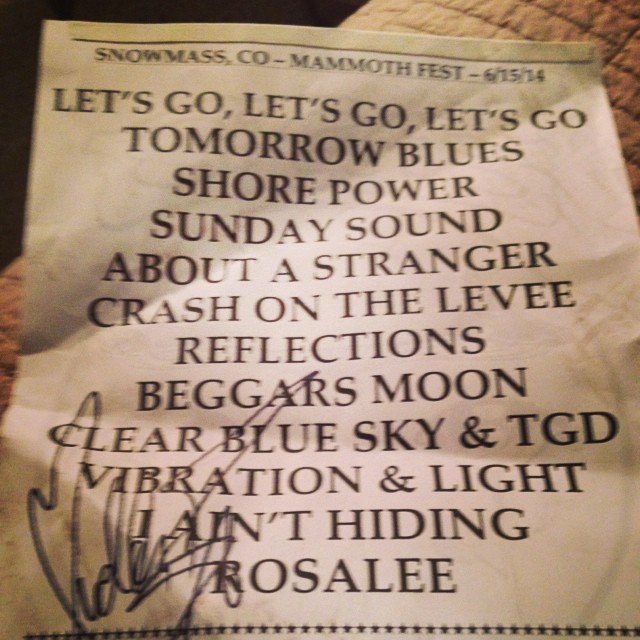 SNOWMASS, CO – MAMMOTH FEST – 6/15/14
LET'S GO, LET'S GO, LET'S GO
TOMORROW BLUES
SHORE POWER
SUNDAY SOUND
ABOUT A STRANGER
CRASH ON THE LEVEE
REFLECTIONS
BEGGARS MOON
CLEAR BLUE SKY & TGD
VIBRATION & LIGHT
I AIN'T HIDING
ROSALEE